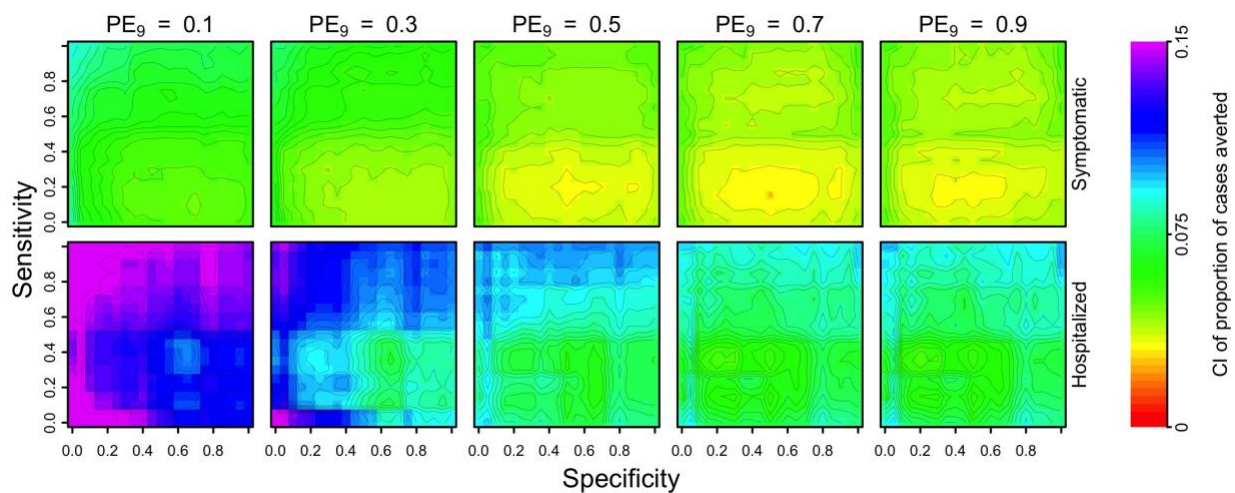 PE9 = 0.1
PE9 = 0.3
PE9 = 0.5
PE9 = 0.7
PE9 = 0.9
Sensitivity
0.0 0.2 0.4 0.6 0.8
Symptomatic
0.0 0.2 0.4 0.6 0.8
Hospitalized
0.0 0.2 0.4 0.6 0.8
0.0 0.2 0.4 0.6 0.8
0.0 0.2 0.4 0.6 0.8
0.0 0.2 0.4 0.6 0.8
0.0 0.2 0.4 0.6 0.8
Specificity
0 0.075 0.15
CI of proportion of cases averted